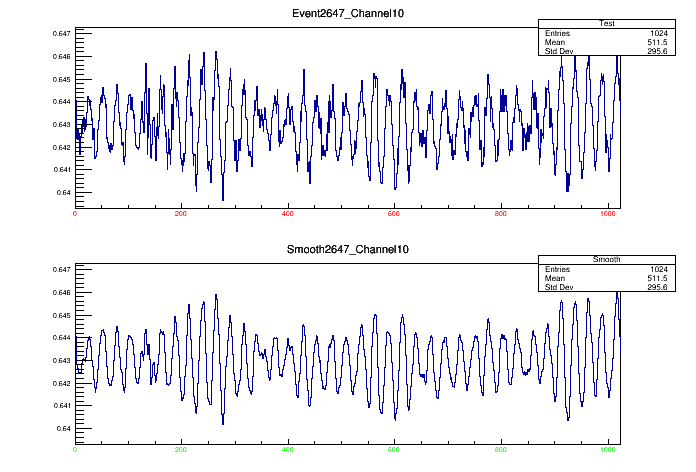 Event2647_Channel10
Test
Entries 1024
Mean 511.5
Std Dev 295.6
0.647
0.646
0.645
0.644
0.643
0.642
0.641
0.64
0 200 400 600 800 1000
Smooth2647_Channel10
Smooth
Entries 1024
Mean 511.5
Std Dev 295.6
0.647
0.646
0.645
0.644
0.643
0.642
0.641
0.64
0 200 400 600 800 1000